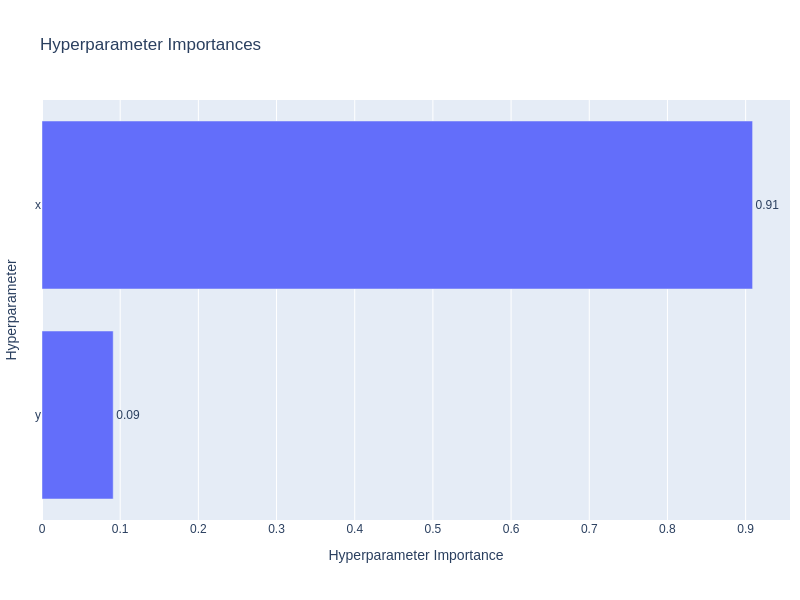 Hyperparameter Importances
Hyperparameter
x
0.91
y
0.09
0
0.1
0.2
0.3
0.4
0.5
0.6
0.7
0.8
0.9
Hyperparameter Importance